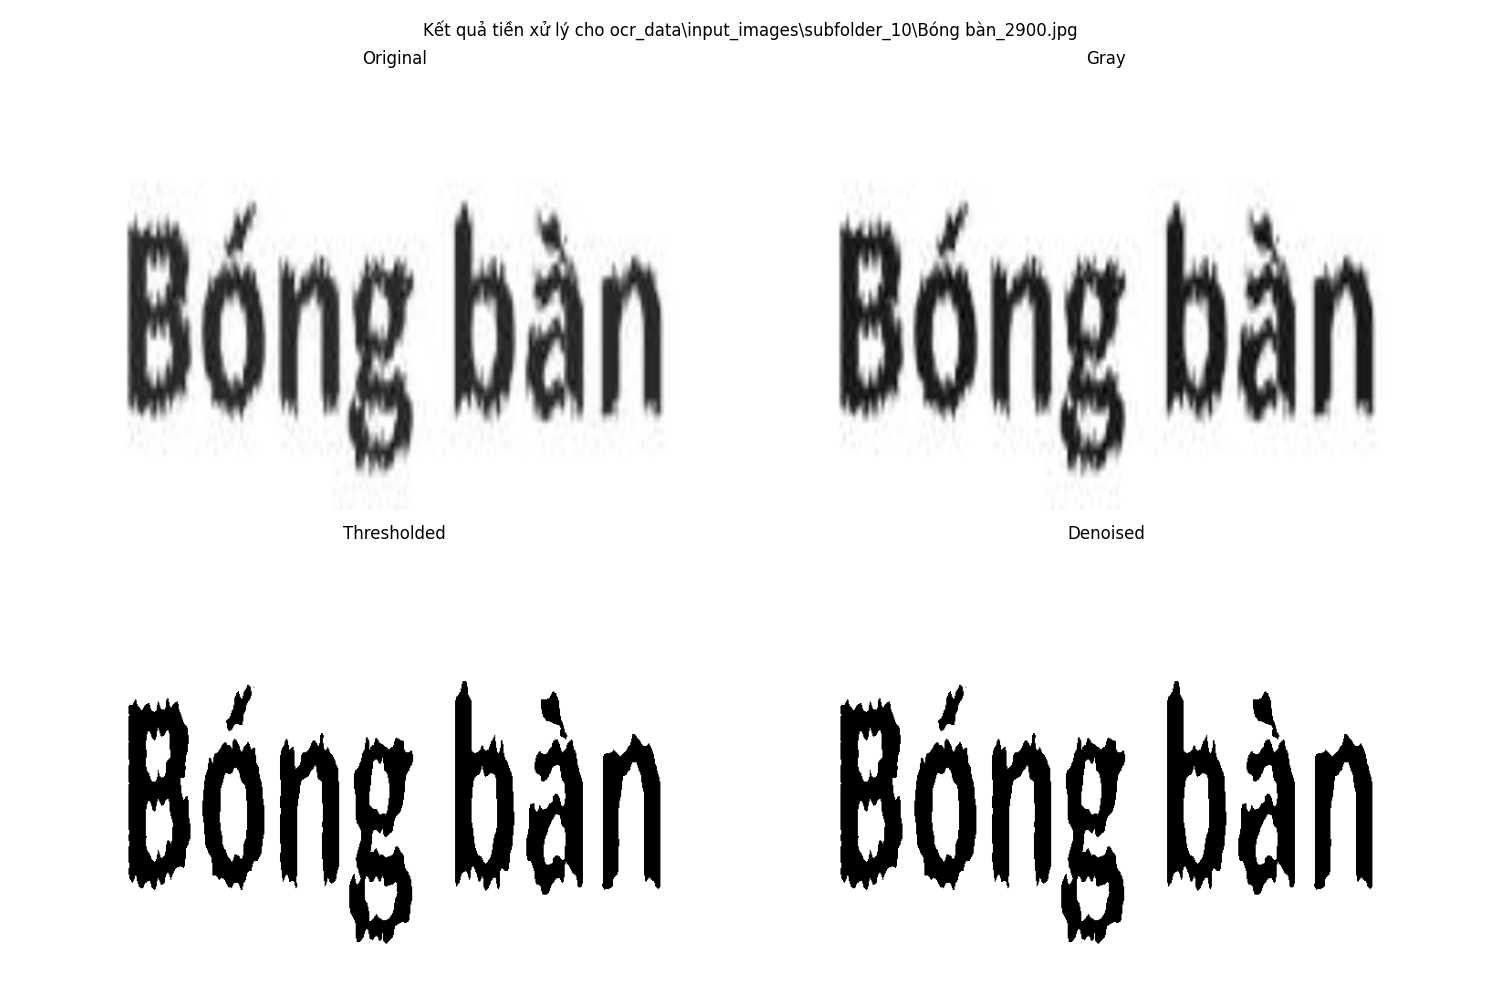 Kết quả tiền xử lý cho ocr_data\input_images\subfolder_10\Bóng bàn_2900.jpg
Original
Gray
Bóng bàn
Bóng bàn
Thresholded
Denoised
Bóng bàn
Bóng bàn